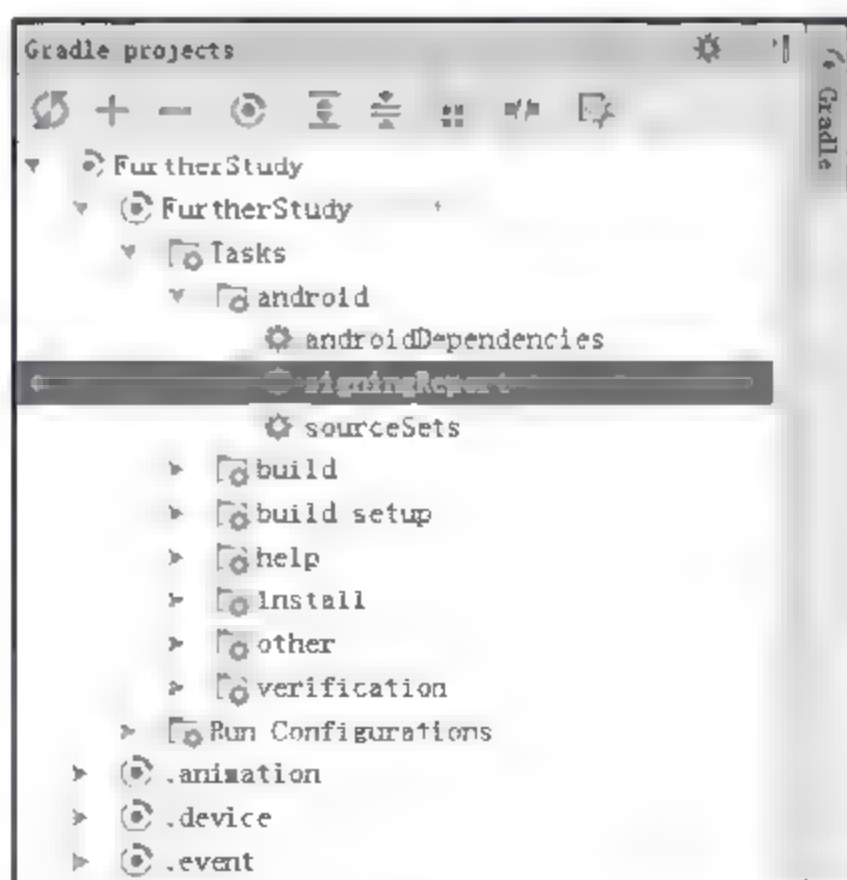 Gradle projects
Gradle
FurtherStudy
FurtherStudy
Tasks
android
androidDependencies
signingReport
sourceSets
build
build setup
help
install
other
verification
Run Configurations
.animation
.device
.event